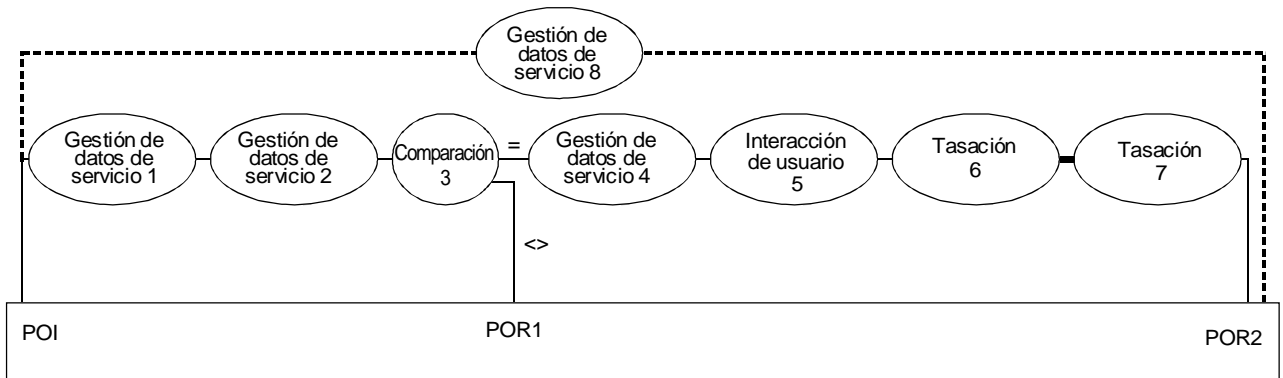 Gestión de
datos de
servicio 8
Gestión de
datos de
servicio 1
Gestión de
datos de
servicio 2
Comparación
3
=
Gestión de
datos de
servicio 4
Interacción
de usuario
5
Tasación
6
Tasación
7
<>
POI
POR1
POR2